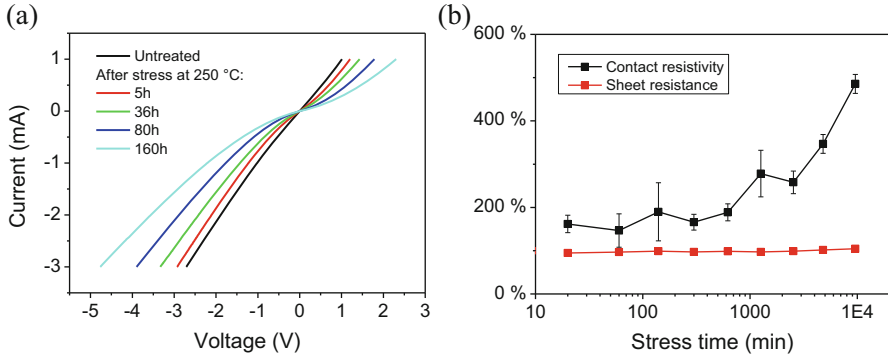 (a)
1
0
-1
-2
-3
Current (mA)
Untreated
After stress at 250 °C:
5h
36h
80h
160h
-5 -4 -3 -2 -1 0 1 2 3
Voltage (V)
(b)
600 %
400 %
200 %
0 %
Contact resistivity
Sheet resistance
10 100 1000 1E4
Stress time (min)